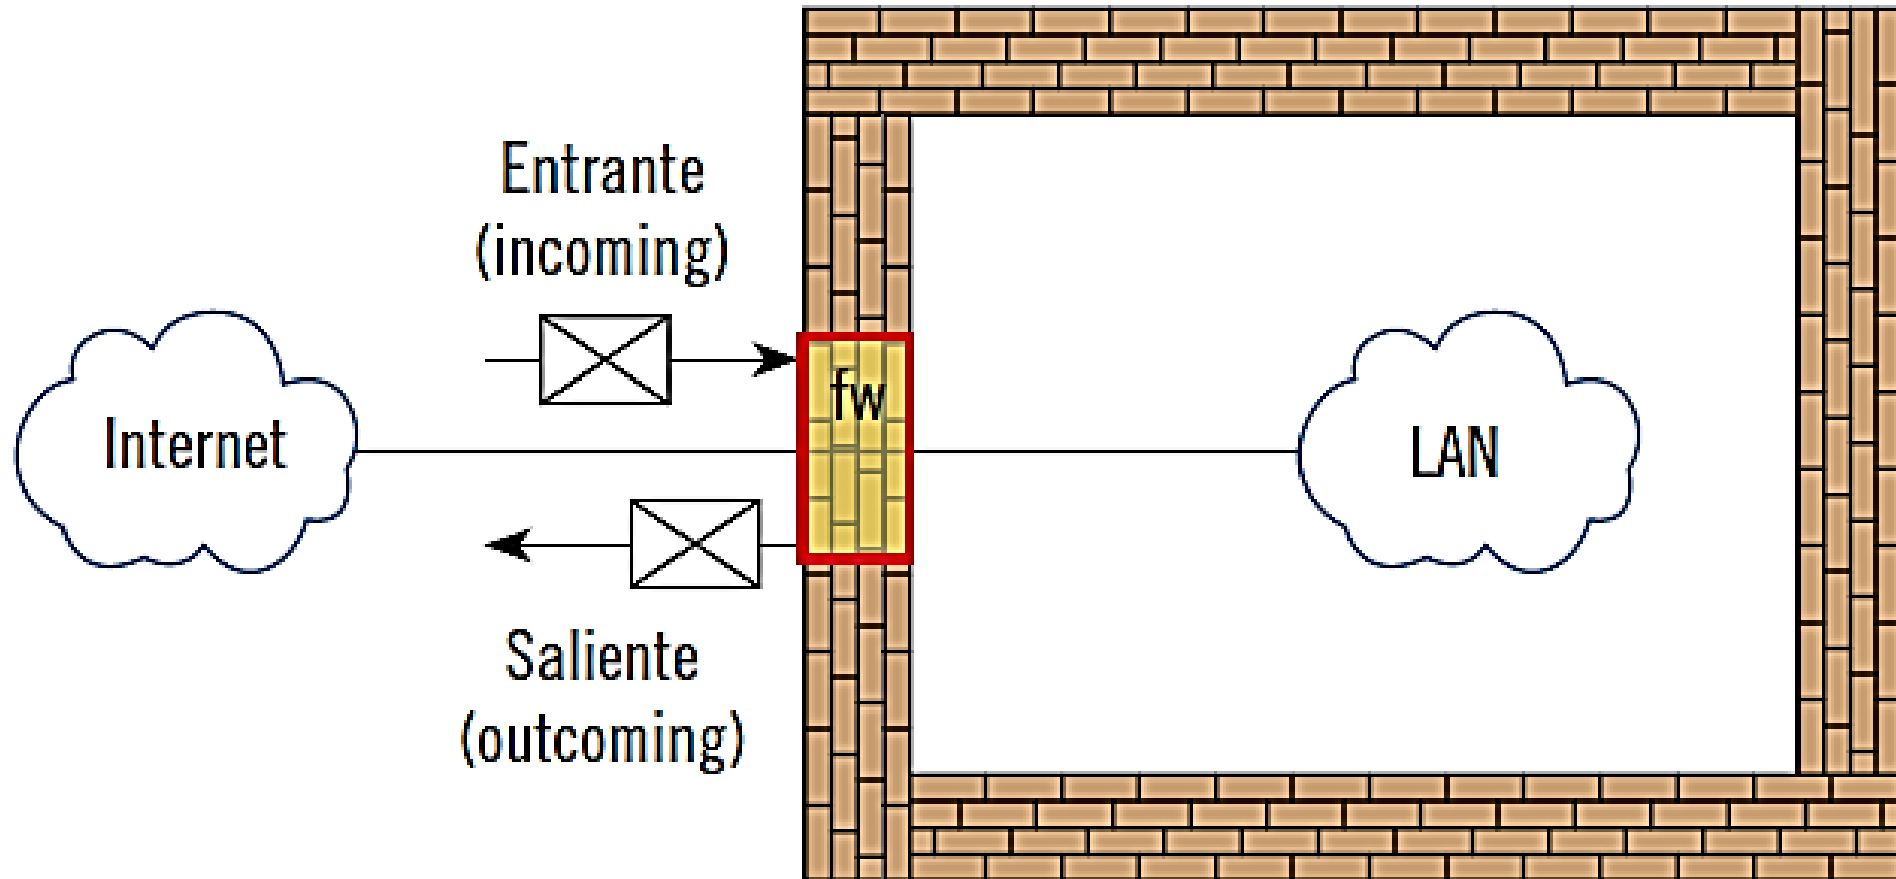 Entrante
(incoming)
fw
Internet
LAN
Saliente
(outcoming)